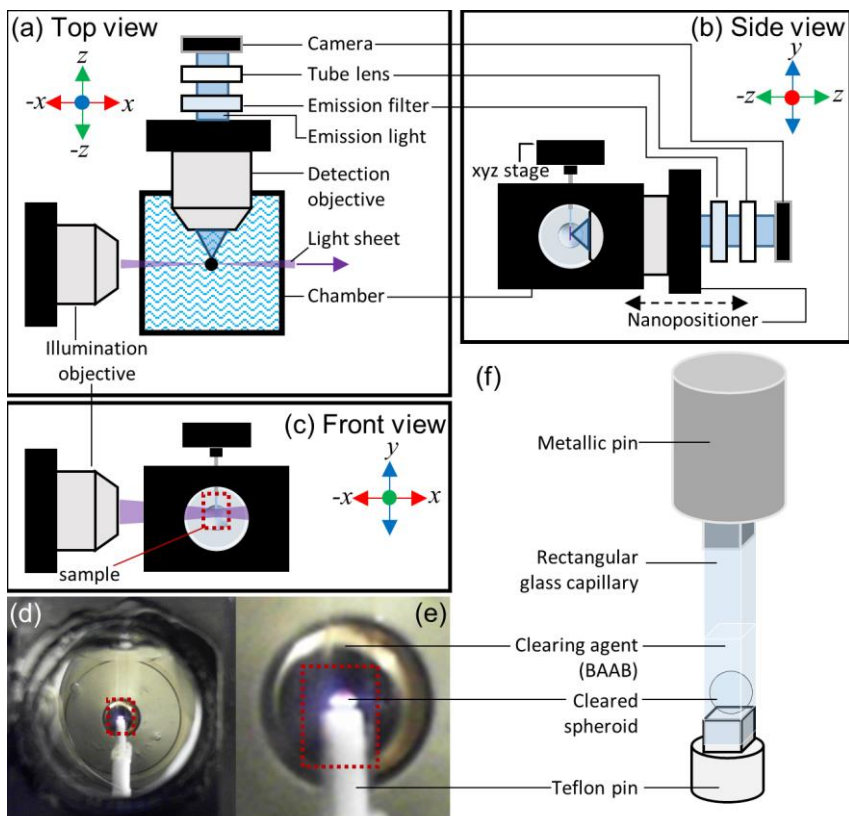 (a) Top view
z
-x
x
-z
Camera
Tube lens
Emission filter
Emission light
Detection
objective
Light sheet
Chamber
Illumination
objective
(b) Side view
y
-z
z
xyz stage
Nanopositioner
(c) Front view
y
-x
x
sample
(d)
(e)
(f)
Metallic pin
Rectangular
glass capillary
Clearing agent
(BAAB)
Cleared
spheroid
Teflon pin